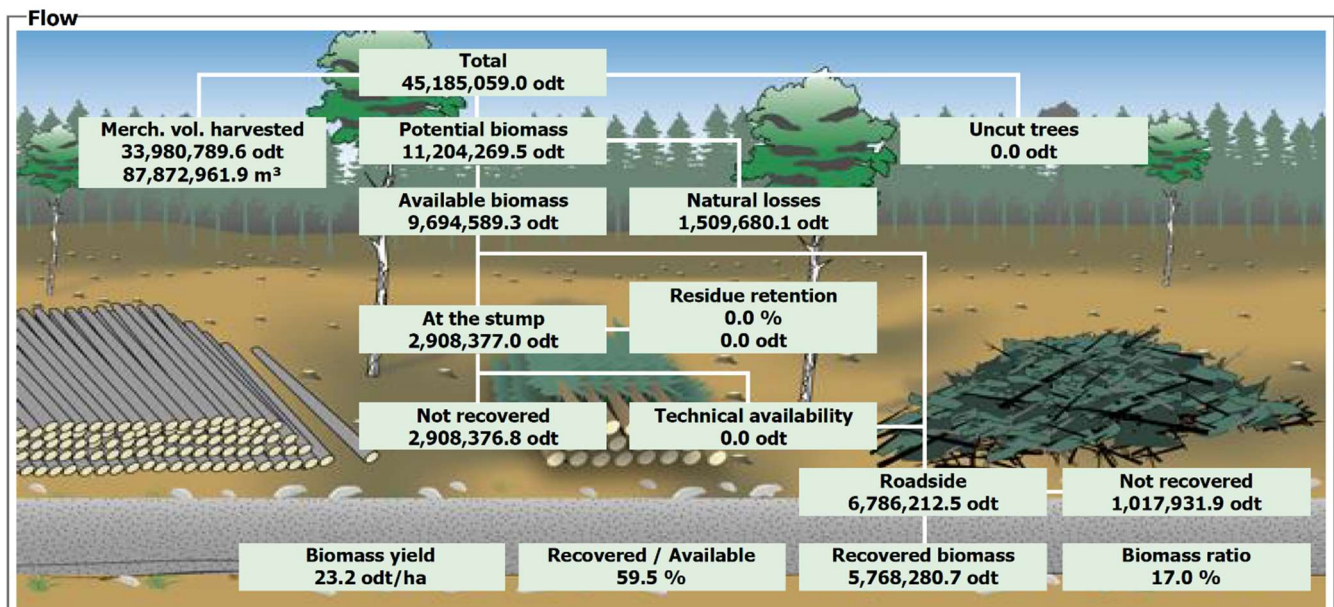 Flow
Total
45,185,059.0 odt
Merch. vol. harvested
33,980,789.6 odt
87,872,961.9 m³
Potential biomass
11,204,269.5 odt
Uncut trees
0.0 odt
Available biomass
9,694,589.3 odt
Natural losses
1,509,680.1 odt
At the stump
2,908,377.0 odt
Residue retention
0.0 %
0.0 odt
Not recovered
2,908,376.8 odt
Technical availability
0.0 odt
Roadside
6,786,212.5 odt
Not recovered
1,017,931.9 odt
Biomass yield
23.2 odt/ha
Recovered / Available
59.5 %
Recovered biomass
5,768,280.7 odt
Biomass ratio
17.0 %